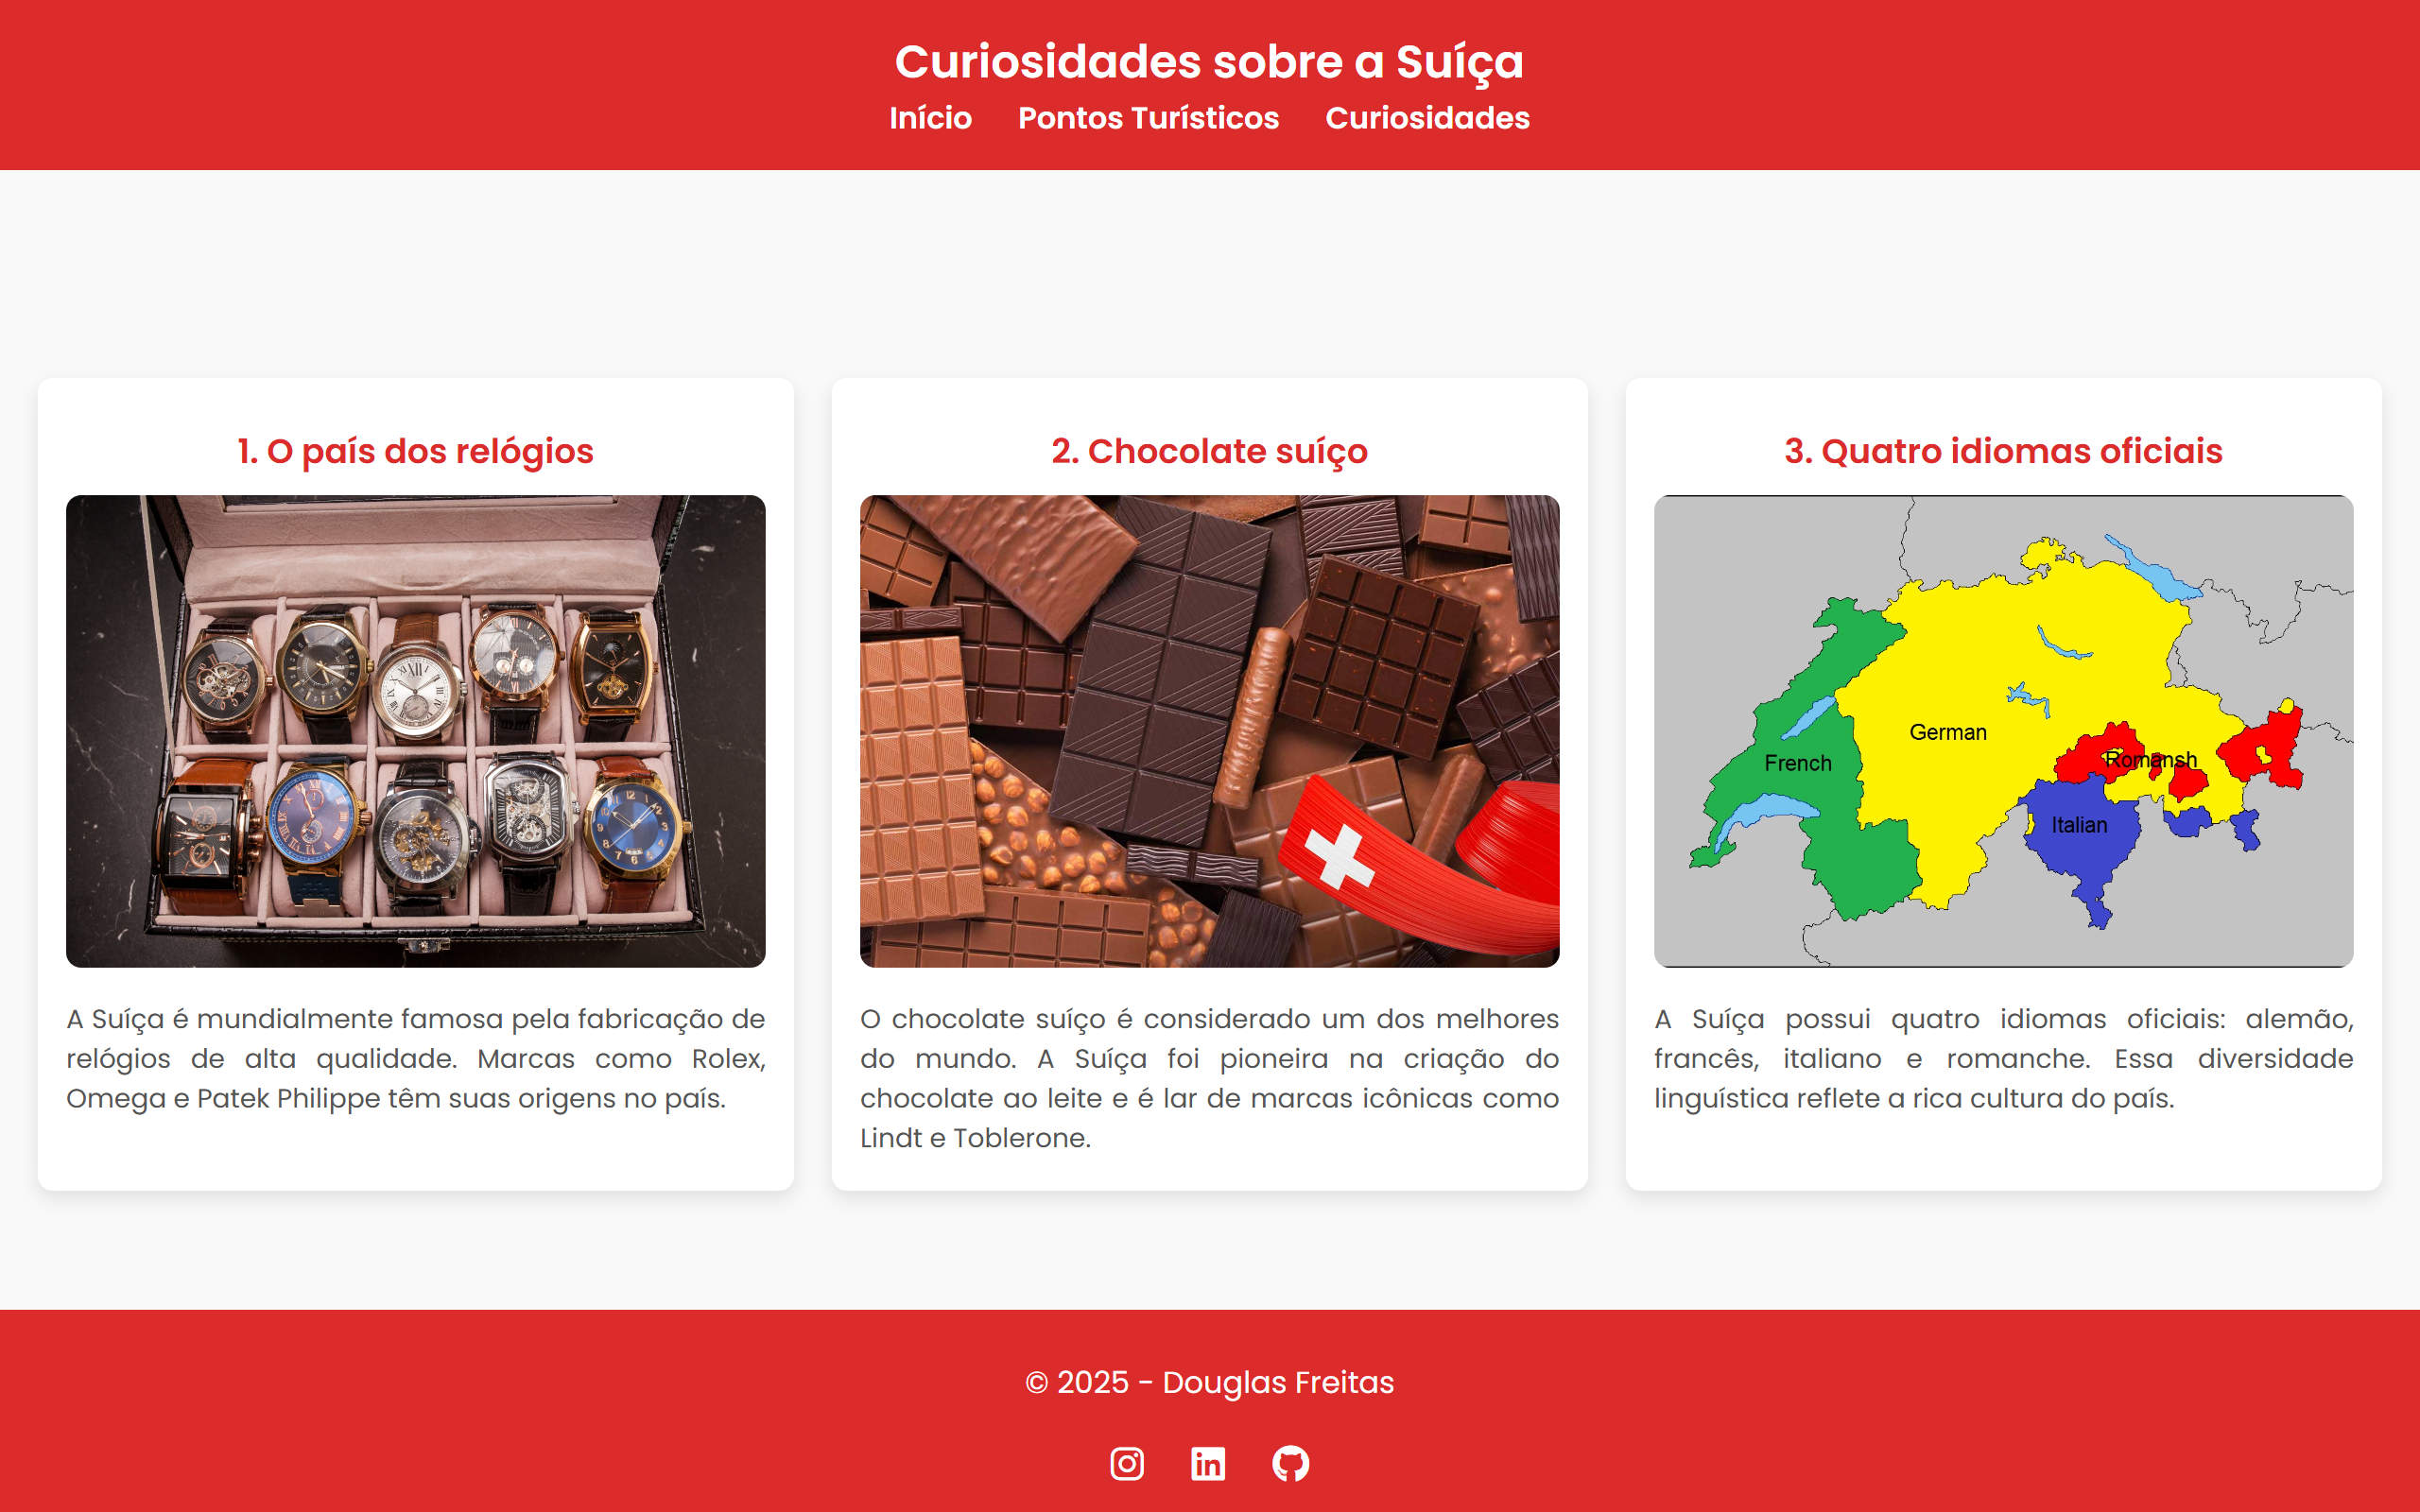 Curiosidades sobre a Suíça
Início Pontos Turísticos Curiosidades
1. O país dos relógios
A Suíça é mundialmente famosa pela fabricação de
relógios de alta qualidade. Marcas como Rolex,
Omega e Patek Philippe têm suas origens no país.
2. Chocolate suíço
O chocolate suíço é considerado um dos melhores
do mundo. A Suíça foi pioneira na criação do
chocolate ao leite e é lar de marcas icônicas como
Lindt e Toblerone.
3. Quatro idiomas oficiais
German
French
Romansh
Italian
A Suíça possui quatro idiomas oficiais: alemão,
francês, italiano e romanche. Essa diversidade
linguística reflete a rica cultura do país.
© 2025 - Douglas Freitas